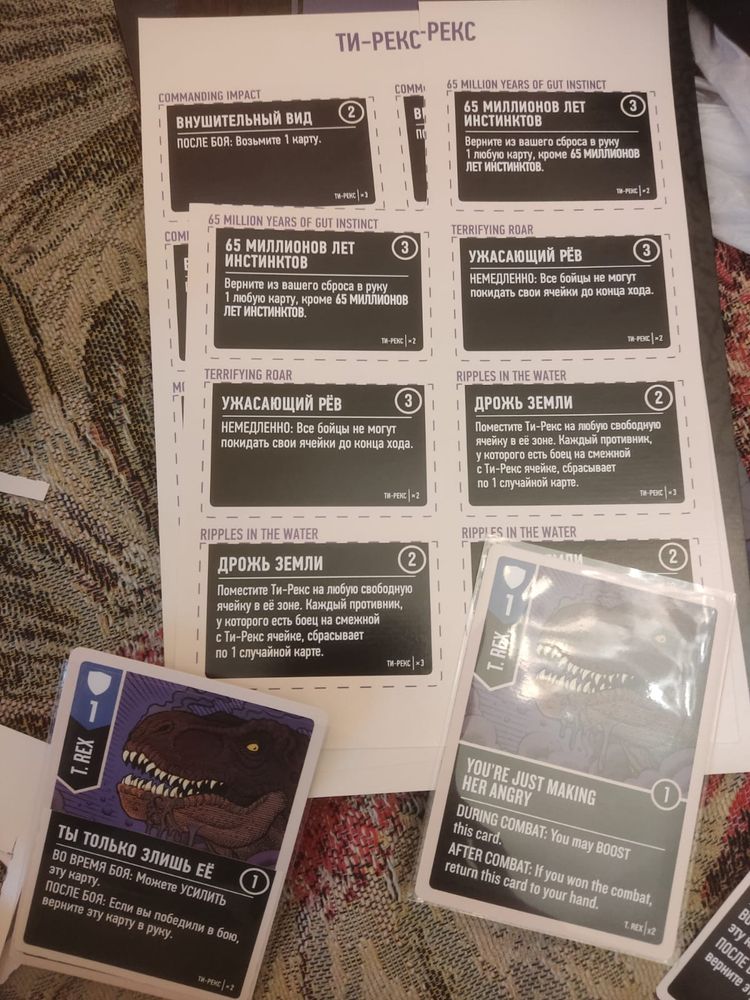 ТИ-РЕКС
-РЕКС
COMMANDING IMPACT
ВНУШИТЕЛЬНЫЙ ВИД
2
ПОСЛЕ БОЯ: Возьмите 1 карту.
ТИ-РЕКС ×3
COMM
65 MILLION YEARS OF GUT INSTINCT
65 МИЛЛИОНОВ ЛЕТ
ИНСТИНКТОВ
3
Верните из вашего сброса в руку
1 любую карту, кроме 65 МИЛЛИОНОВ
ЛЕТ ИНСТИНКТОВ.
ТИ-РЕКС ×2
65 MILLION YEARS OF GUT INSTINCT
65 МИЛЛИОНОВ ЛЕТ
ИНСТИНКТОВ
3
Верните из вашего сброса в руку
1 любую карту, кроме 65 МИЛЛИОНОВ
ЛЕТ ИНСТИНКТОВ.
ТИ-РЕКС ×2
TERRIFYING ROAR
УЖАСАЮЩИЙ РЁВ
3
НЕМЕДЛЕННО: Все бойцы не могут
покидать свои ячейки до конца хода.
ТИ-РЕКС ×2
TERRIFYING ROAR
УЖАСАЮЩИЙ РЁВ
3
НЕМЕДЛЕННО: Все бойцы не могут
покидать свои ячейки до конца хода.
ТИ-РЕКС ×2
RIPPLES IN THE WATER
ДРОЖЬ ЗЕМЛИ
2
Поместите Ти-Рекс на любую свободную
ячейку в её зоне. Каждый противник,
у которого есть боец на смежной
с Ти-Рекс ячейке, сбрасывает
по 1 случайной карте.
ТИ-РЕКС ×3
RIPPLES IN THE WATER
ДРОЖЬ ЗЕМЛИ
2
Поместите Ти-Рекс на любую свободную
ячейку в её зоне. Каждый противник,
у которого есть боец на смежной
с Ти-Рекс ячейке, сбрасывает
по 1 случайной карте.
ТИ-РЕКС ×3
RIPPLES IN THE WATER
2
1
T. REX
ТЫ ТОЛЬКО ЗЛИШЬ ЕЁ
1
ВО ВРЕМЯ БОЯ: Можете УСИЛИТЬ
эту карту.
ПОСЛЕ БОЯ: Если вы победили в бою,
верните эту карту в руку.
ТИ-РЕКС ×2
1
T. REX
YOU'RE JUST MAKING
HER ANGRY
1
DURING COMBAT: You may BOOST
this card.
AFTER COMBAT: If you won the combat,
return this card to your hand.
T. REX ×2
ПОСЛЕ
верните э